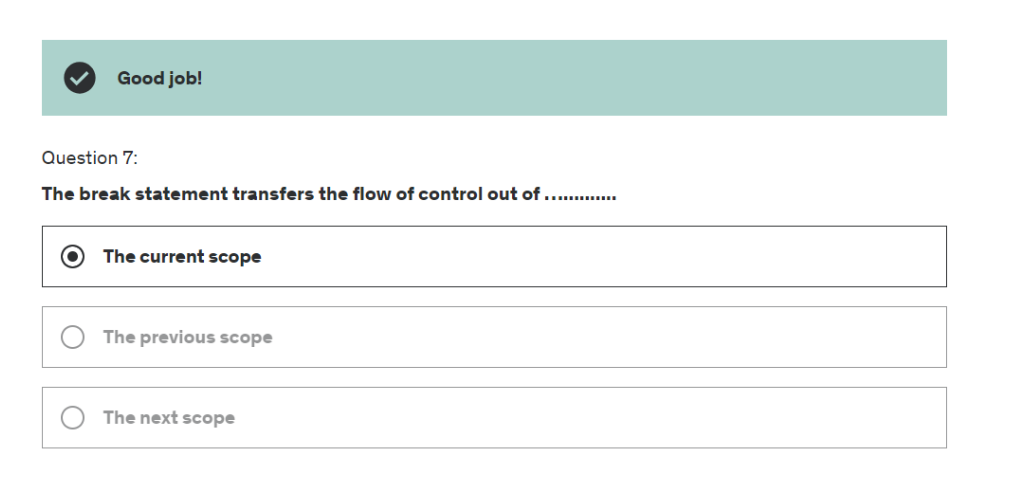 Good job!
Question 7:
The break statement transfers the flow of control out of ............
The current scope
The previous scope
The next scope